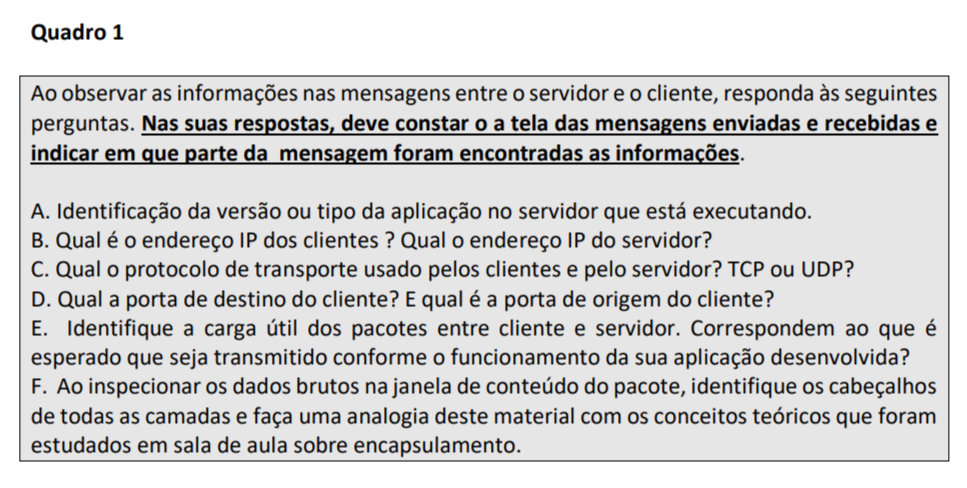 Quadro 1
Ao observar as informações nas mensagens entre o servidor e o cliente, responda às seguintes
perguntas. Nas suas respostas, deve constar o a tela das mensagens enviadas e recebidas e
indicar em que parte da mensagem foram encontradas as informações.
A. Identificação da versão ou tipo da aplicação no servidor que está executando.
B. Qual é o endereço IP dos clientes ? Qual o endereço IP do servidor?
C. Qual o protocolo de transporte usado pelos clientes e pelo servidor? TCP ou UDP?
D. Qual a porta de destino do cliente? E qual é a porta de origem do cliente?
E. Identifique a carga útil dos pacotes entre cliente e servidor. Correspondem ao que é
esperado que seja transmitido conforme o funcionamento da sua aplicação desenvolvida?
F. Ao inspecionar os dados brutos na janela de conteúdo do pacote, identifique os cabeçalhos
de todas as camadas e faça uma analogia deste material com os conceitos teóricos que foram
estudados em sala de aula sobre encapsulamento.